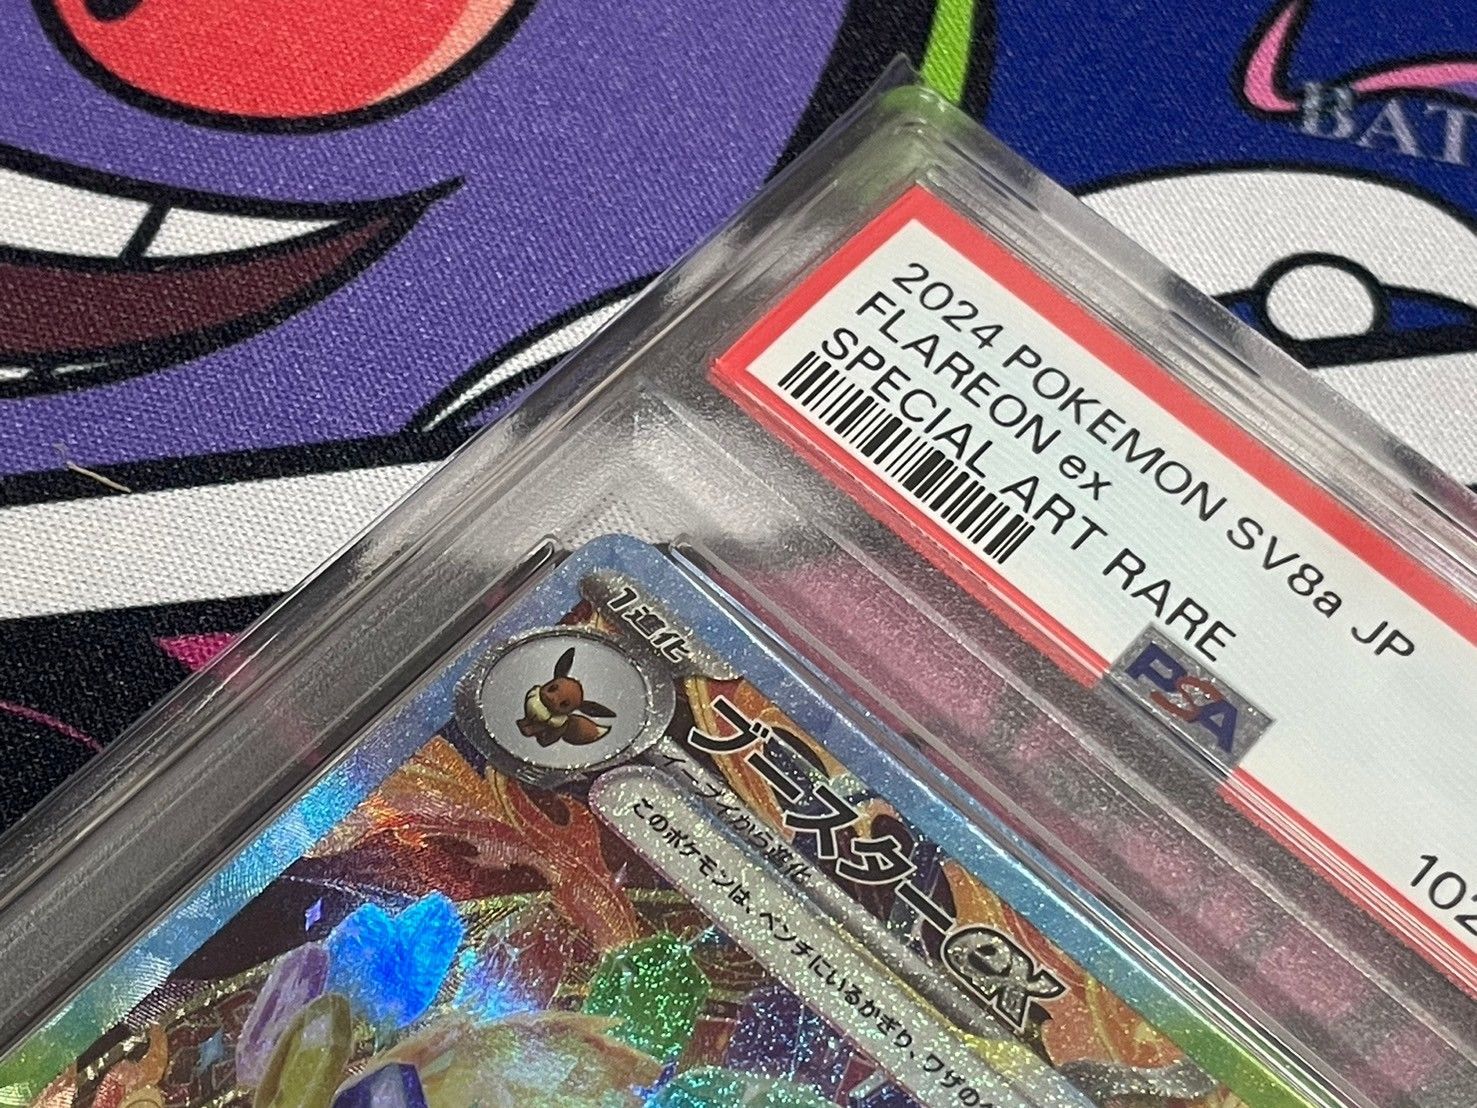 BAT
2024 POKEMON SV8a JP
FLAREON ex
SPECIAL ART RARE
PSA
102
1進化
ブースターex
イーブイから進化
このポケモンは、ベンチにいるかぎり、ワザの